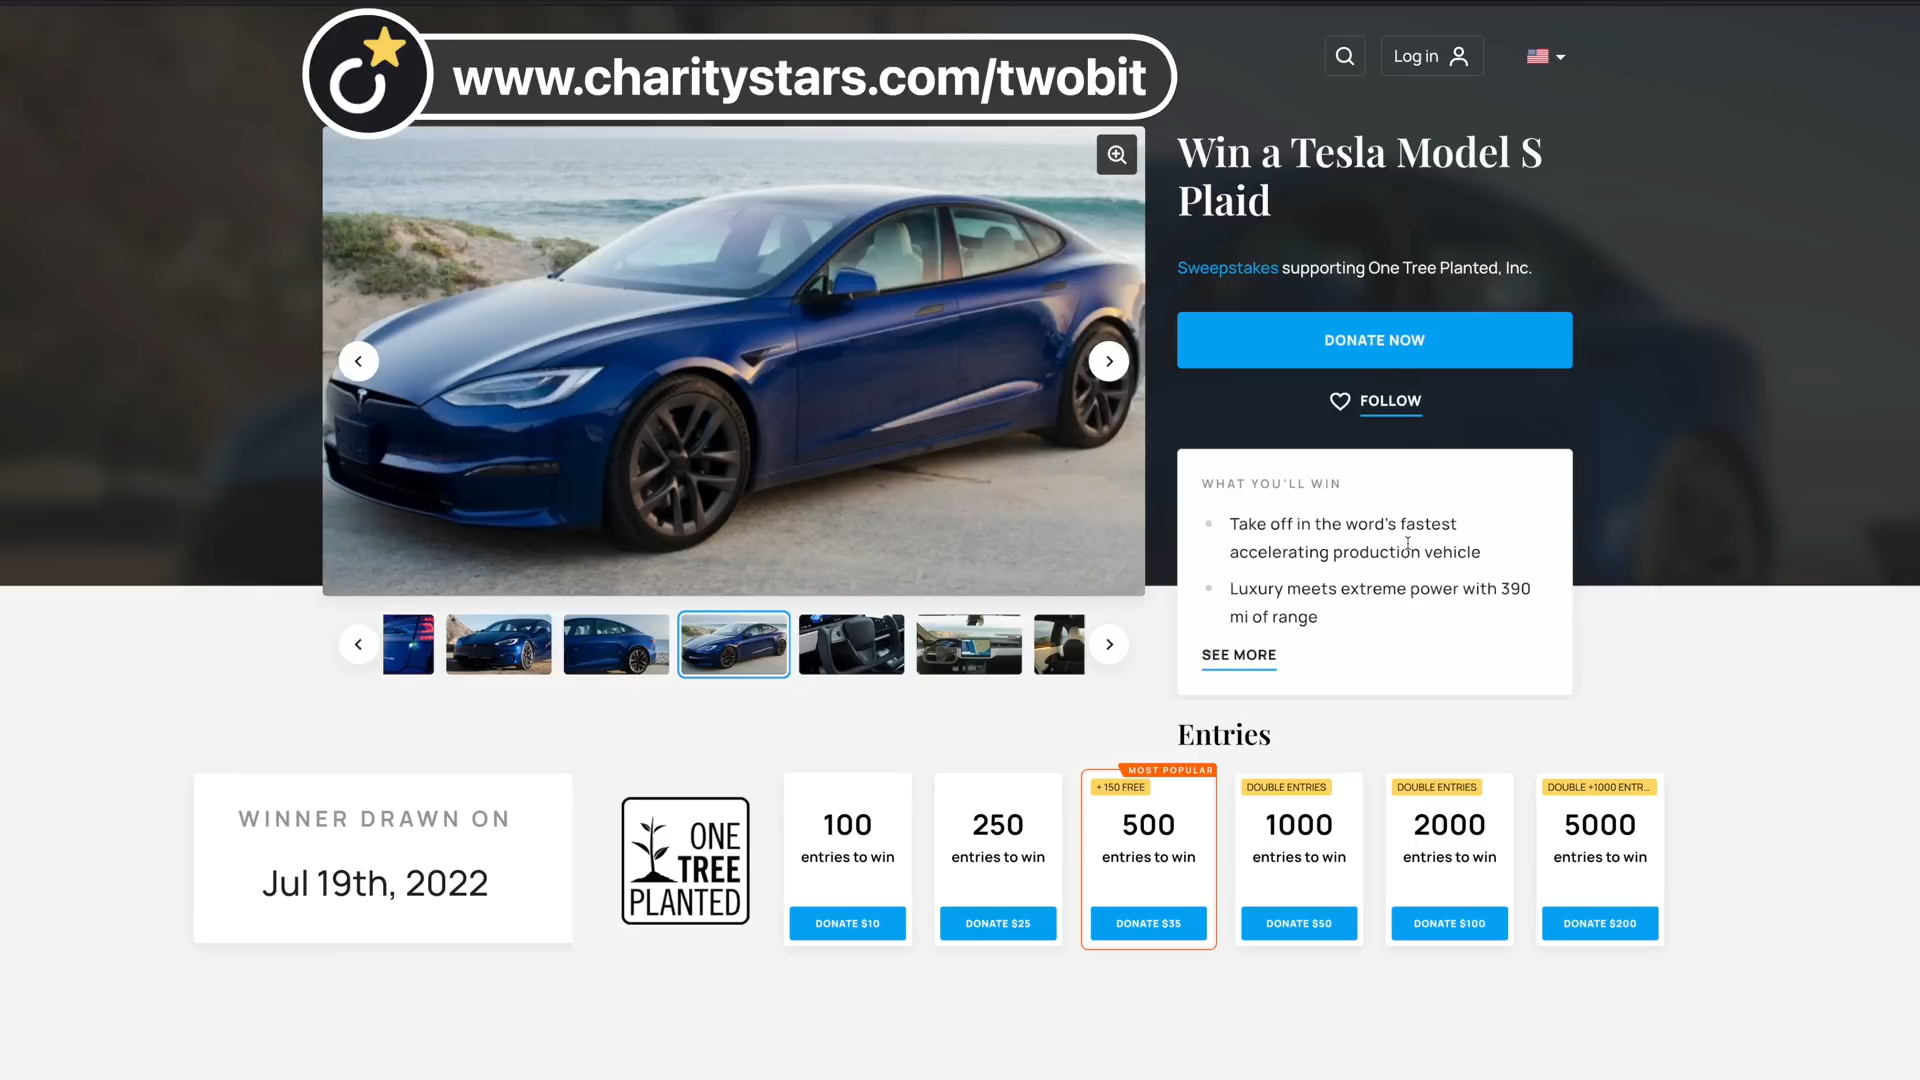 www.charitystars.com/twobit
Log in
Win a Tesla Model S
Plaid
Sweepstakes supporting One Tree Planted, Inc.
DONATE NOW
FOLLOW
WHAT YOU'LL WIN
Take off in the word's fastest
accelerating production vehicle
Luxury meets extreme power with 390
mi of range
SEE MORE
Entries
WINNER DRAWN ON
Jul 19th, 2022
ONE
TREE
PLANTED
100
entries to win
DONATE $10
250
entries to win
DONATE $25
MOST POPULAR
+ 150 FREE
500
entries to win
DONATE $35
DOUBLE ENTRIES
1000
entries to win
DONATE $50
DOUBLE ENTRIES
2000
entries to win
DONATE $100
DOUBLE +1000 ENTR...
5000
entries to win
DONATE $200